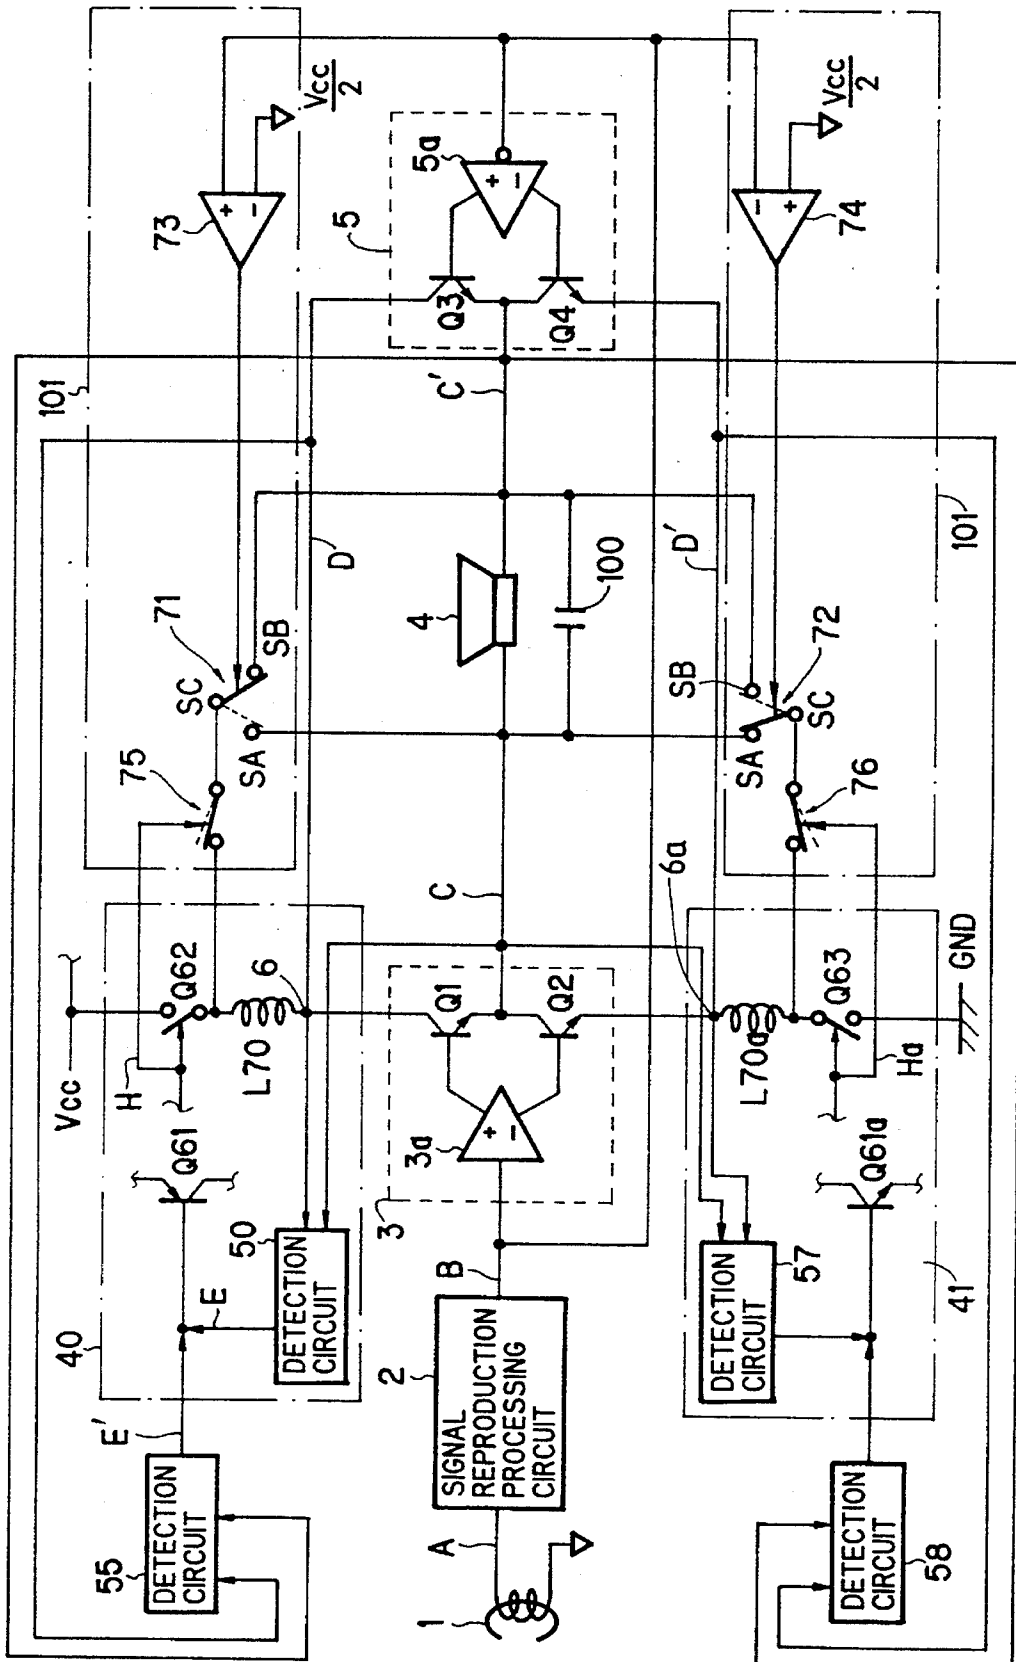 1
A
SIGNAL
REPRODUCTION
PROCESSING
CIRCUIT
2
B
3
3a
+
−
Q1
Q2
C
4
100
C'
5
5a
+
−
Q3
Q4
55
DETECTION
CIRCUIT
E'
40
E
50
DETECTION
CIRCUIT
Q61
H
Vcc
Q62
L70
6
75
SA
SC
SB
71
D
101
73
+
−
Vcc
2
58
DETECTION
CIRCUIT
41
57
DETECTION
CIRCUIT
Q61a
Ha
GND
Q63
L70a
6a
76
SA
SC
SB
72
D'
101
74
−
+
Vcc
2